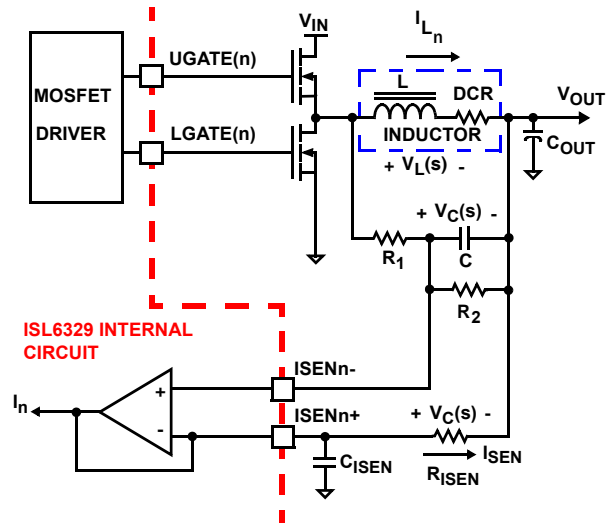 V_IN
I_Ln
UGATE(n)
MOSFET
DRIVER
L
DCR
V_OUT
LGATE(n)
INDUCTOR
C_OUT
+ V_L(s) -
+ V_C(s) -
R_1
C
R_2
ISL6329 INTERNAL
CIRCUIT
ISENn-
I_n
+
-
ISENn+
+ V_C(s) -
I_SEN
C_ISEN
R_ISEN